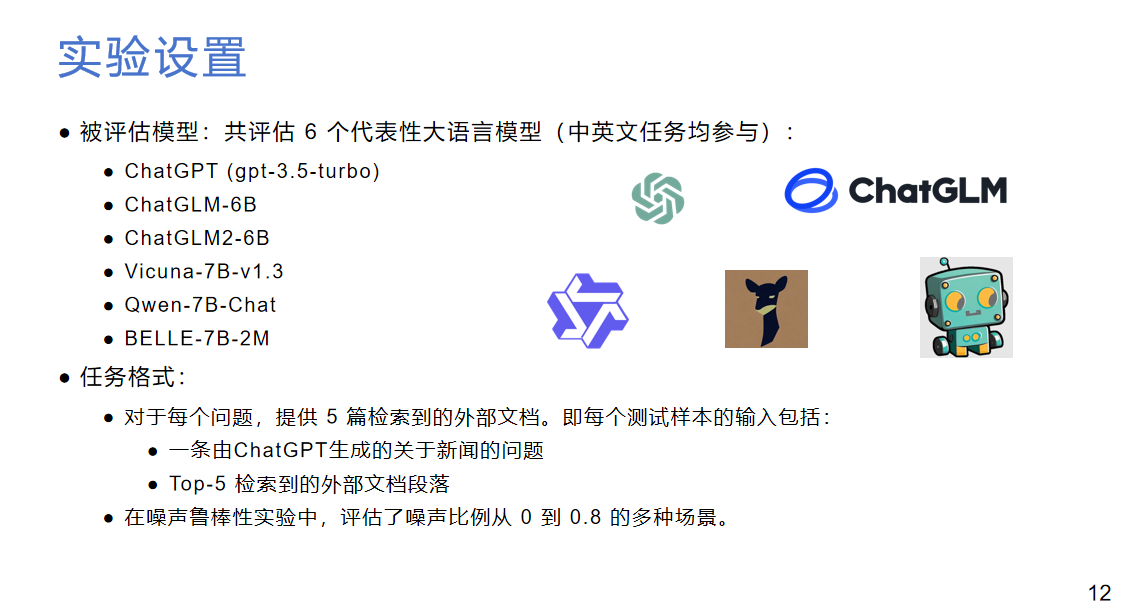 实验设置
● 被评估模型：共评估 6 个代表性大语言模型（中英文任务均参与）：
● ChatGPT (gpt-3.5-turbo)
● ChatGLM-6B
● ChatGLM2-6B
● Vicuna-7B-v1.3
● Qwen-7B-Chat
● BELLE-7B-2M
ChatGLM
● 任务格式：
● 对于每个问题，提供 5 篇检索到的外部文档。即每个测试样本的输入包括：
● 一条由ChatGPT生成的关于新闻的问题
● Top-5 检索到的外部文档段落
● 在噪声鲁棒性实验中，评估了噪声比例从 0 到 0.8 的多种场景。
12